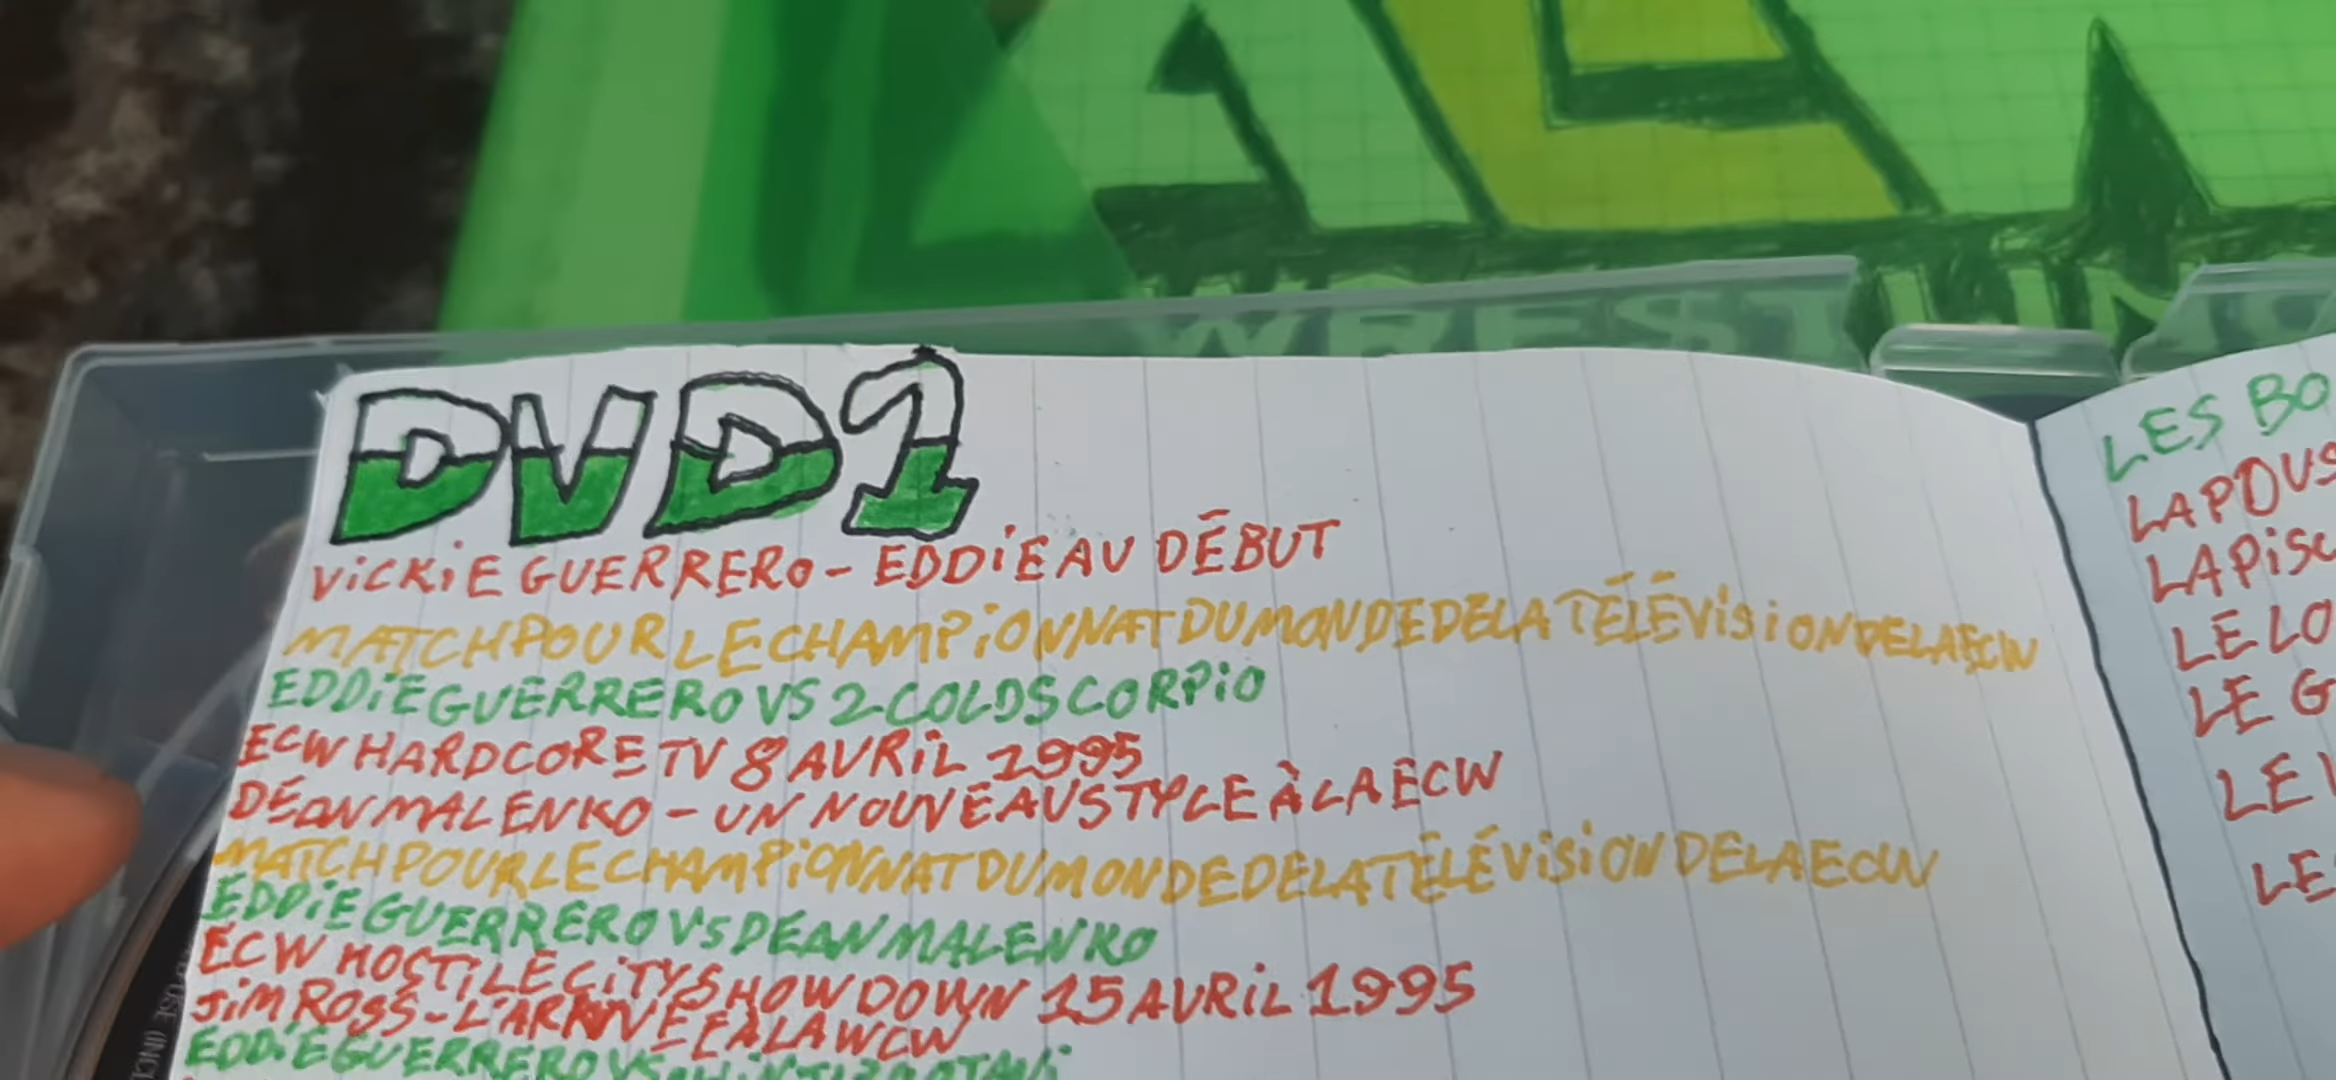 WREST
DVD1
VICKIE GUERRERO - EDDIE AU DÉBUT
MATCH POUR LE CHAMPIONNAT DU MONDE DE LA TÉLÉVISION DE LA ECW
EDDIE GUERRERO VS 2 COLD SCORPIO
ECW HARDCORE TV 8 AVRIL 1995
DÉAN MALENKO - UN NOUVEAU STYLE À LA ECW
MATCH POUR LE CHAMPIONNAT DU MONDE DE LA TÉLÉVISION DE LA ECW
EDDIE GUERRERO VS DÉAN MALENKO
ECW HOSTILE CITY SHOWDOWN 15 AVRIL 1995
JIM ROSS - L'ARRIVÉE À LA WCW
EDDIE GUERRERO VS
LES BO
LA POUS
LA PISC
LE LO
LE G
LE
LES